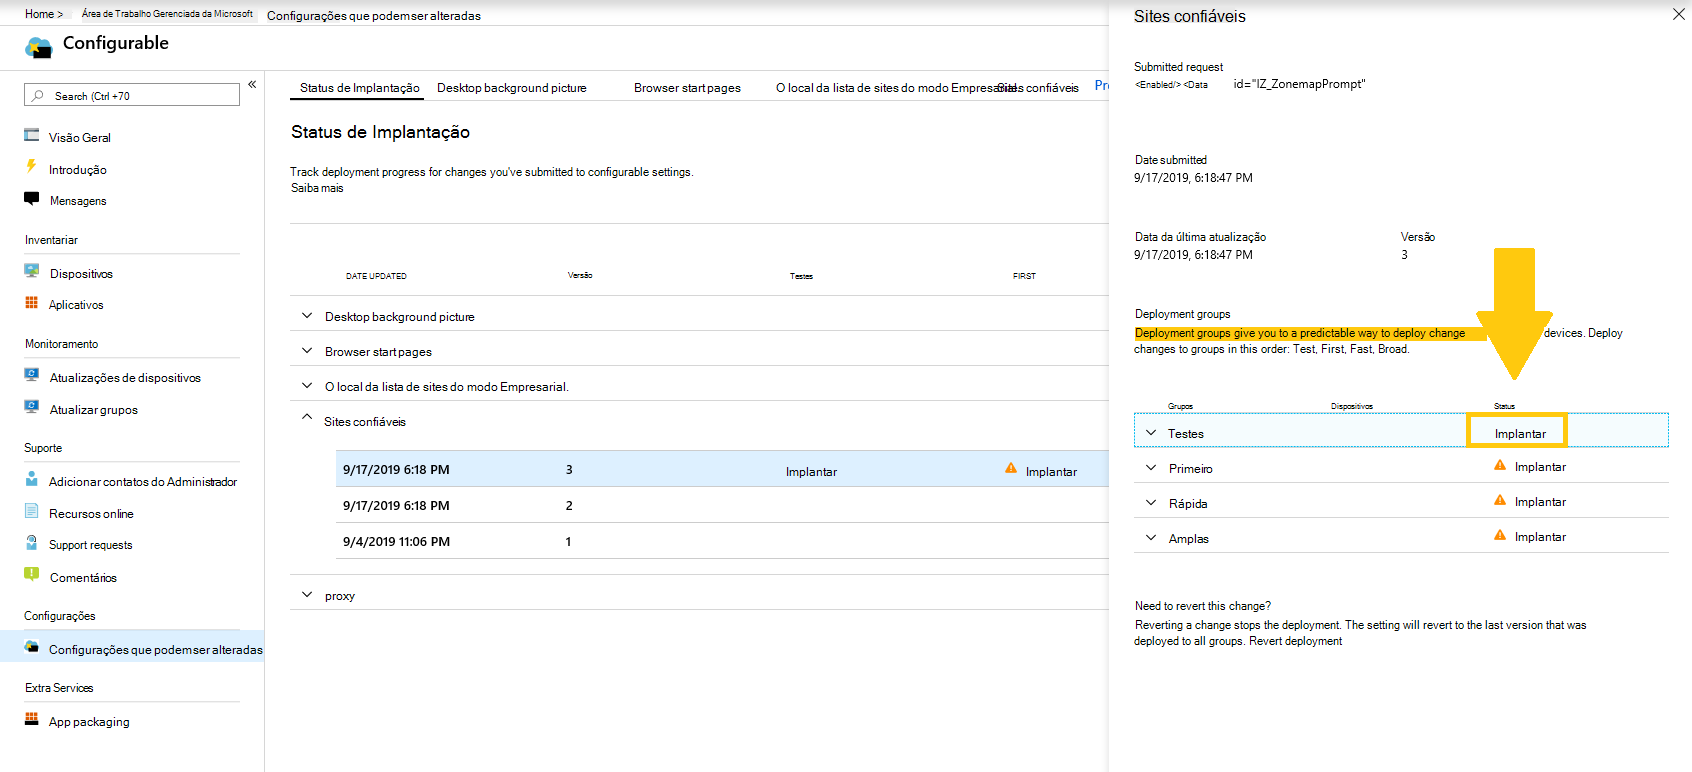 Home > Área de Trabalho Gerenciada da Microsoft Configurações que podemser alteradas
Configurable
Search (Ctrl +70
«
Visão Geral
Introdução
Mensagens
Inventariar
Dispositivos
Aplicativos
Monitoramento
Atualizações de dispositivos
Atualizar grupos
Suporte
Adicionar contatos do Administrador
Recursos online
Support requests
Comentários
Configurações
Configurações que podemser alteradas
Extra Services
App packaging
Status de Implantação Desktop background picture Browser start pages O local da lista de sites do modo Empresarial. Sites confiáveis
Status de Implantação
Track deployment progress for changes you've submitted to configurable settings.
Saiba mais
DATE UPDATED Versão Testes FIRST
Desktop background picture
Browser start pages
O local da lista de sites do modo Empresarial.
Sites confiáveis
9/17/2019 6:18 PM 3 Implantar Implantar
9/17/2019 6:18 PM 2
9/4/2019 11:06 PM 1
proxy
Sites confiáveis
Submitted request
<Enabled/> <Data id="IZ_ZonemapPrompt"
Date submitted
9/17/2019, 6:18:47 PM
Data da última atualização Versão
9/17/2019, 6:18:47 PM 3
Deployment groups
Deployment groups give you to a predictable way to deploy change devices. Deploy
changes to groups in this order: Test, First, Fast, Broad.
Grupos Dispositivos Status
Testes Implantar
Primeiro Implantar
Rápida Implantar
Amplas Implantar
Need to revert this change?
Reverting a change stops the deployment. The setting will revert to the last version that was
deployed to all groups. Revert deployment